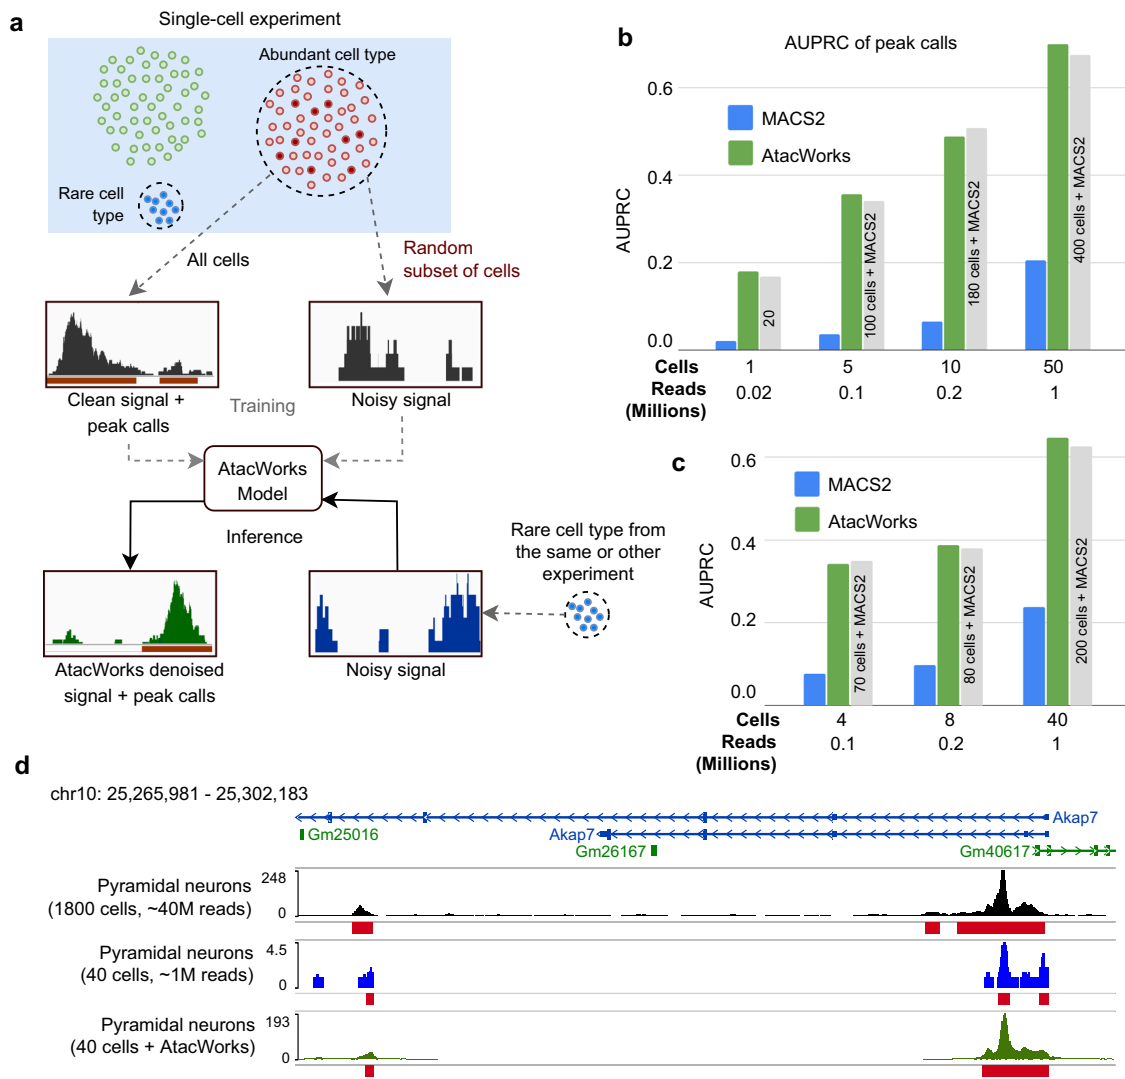 a
Single-cell experiment
Abundant cell type
Rare cell
type
All cells
Random
subset of cells
Clean signal +
peak calls
Training
Noisy signal
AtacWorks
Model
Inference
Rare cell type from
the same or other
experiment
AtacWorks denoised
signal + peak calls
Noisy signal
b
AUPRC of peak calls
MACS2
AtacWorks
AUPRC
0.6
0.4
0.2
0.0
20
100 cells + MACS2
180 cells + MACS2
400 cells + MACS2
Cells 1 5 10 50
Reads 0.02 0.1 0.2 1
(Millions)
c
MACS2
AtacWorks
AUPRC
0.6
0.4
0.2
0.0
70 cells + MACS2
80 cells + MACS2
200 cells + MACS2
Cells 4 8 40
Reads 0.1 0.2 1
(Millions)
d
chr10: 25,265,981 - 25,302,183
Akap7
Gm25016 Akap7
Gm26167 Gm40617
Pyramidal neurons
(1800 cells, ~40M reads)
248
0
Pyramidal neurons
(40 cells, ~1M reads)
4.5
0
Pyramidal neurons
(40 cells + AtacWorks)
193
0